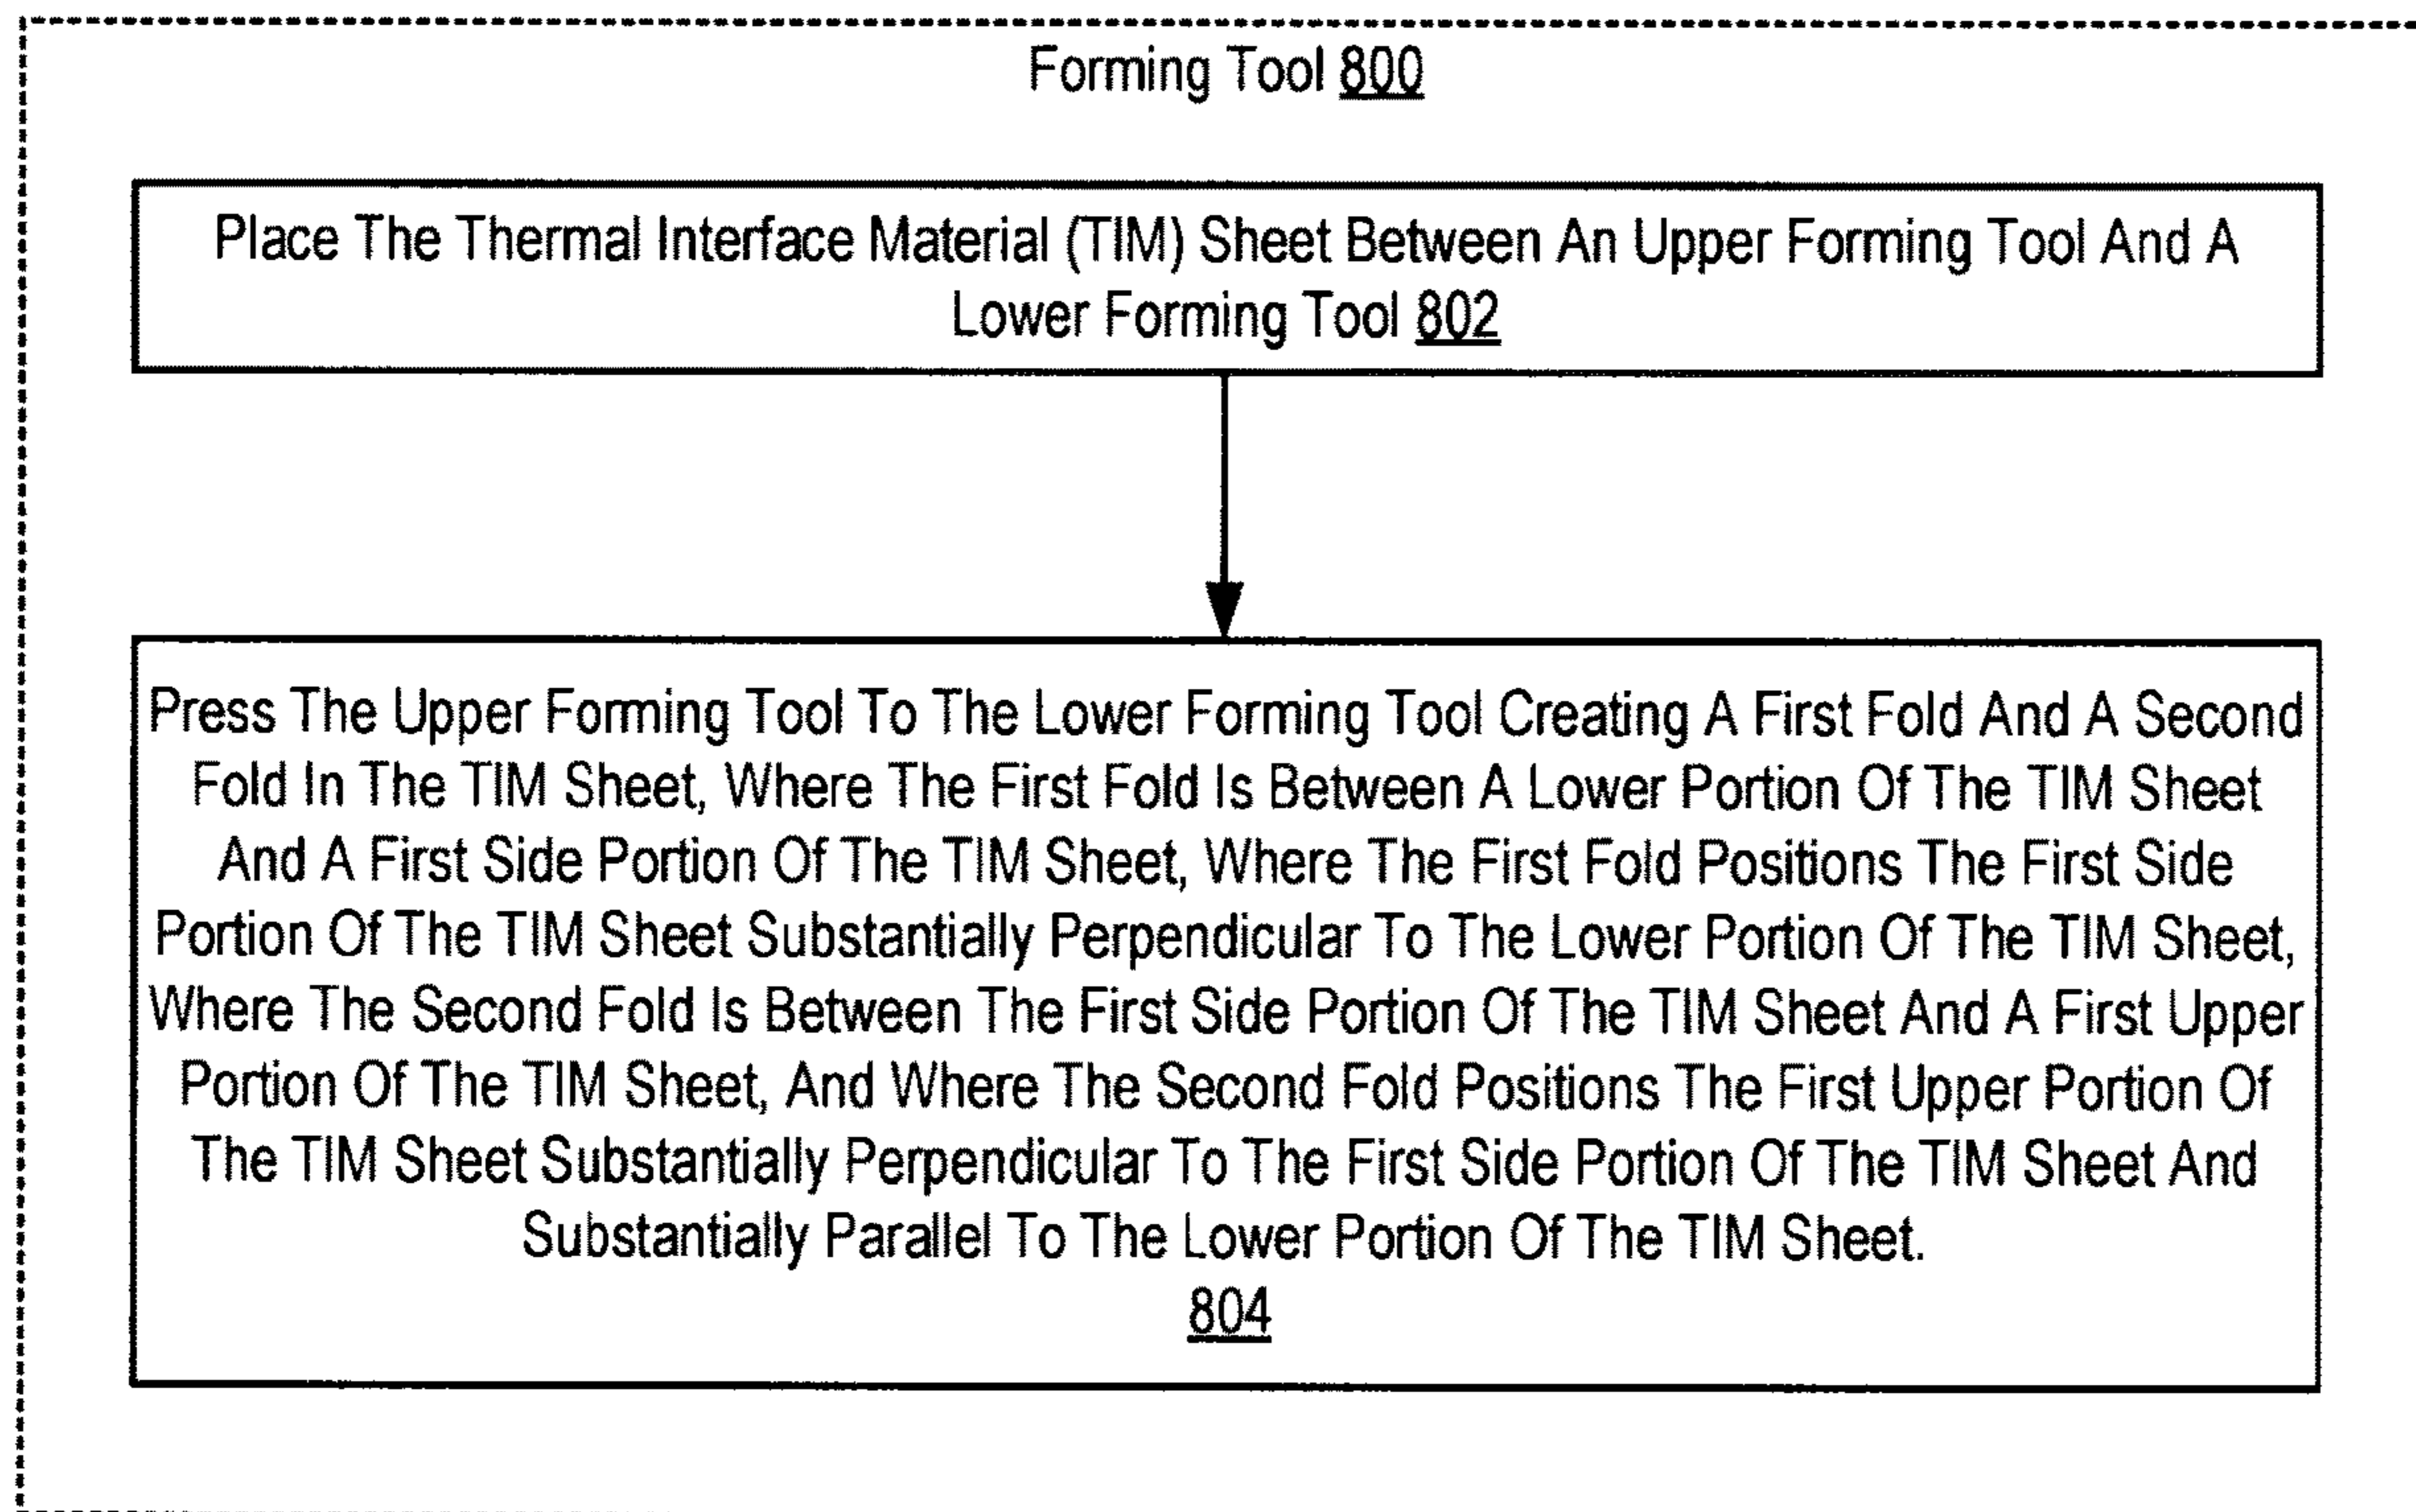 Forming Tool 800
Place The Thermal Interface Material (TIM) Sheet Between An Upper Forming Tool And A
Lower Forming Tool 802
Press The Upper Forming Tool To The Lower Forming Tool Creating A First Fold And A Second
Fold In The TIM Sheet, Where The First Fold Is Between A Lower Portion Of The TIM Sheet
And A First Side Portion Of The TIM Sheet, Where The First Fold Positions The First Side
Portion Of The TIM Sheet Substantially Perpendicular To The Lower Portion Of The TIM Sheet,
Where The Second Fold Is Between The First Side Portion Of The TIM Sheet And A First Upper
Portion Of The TIM Sheet, And Where The Second Fold Positions The First Upper Portion Of
The TIM Sheet Substantially Perpendicular To The First Side Portion Of The TIM Sheet And
Substantially Parallel To The Lower Portion Of The TIM Sheet.
804